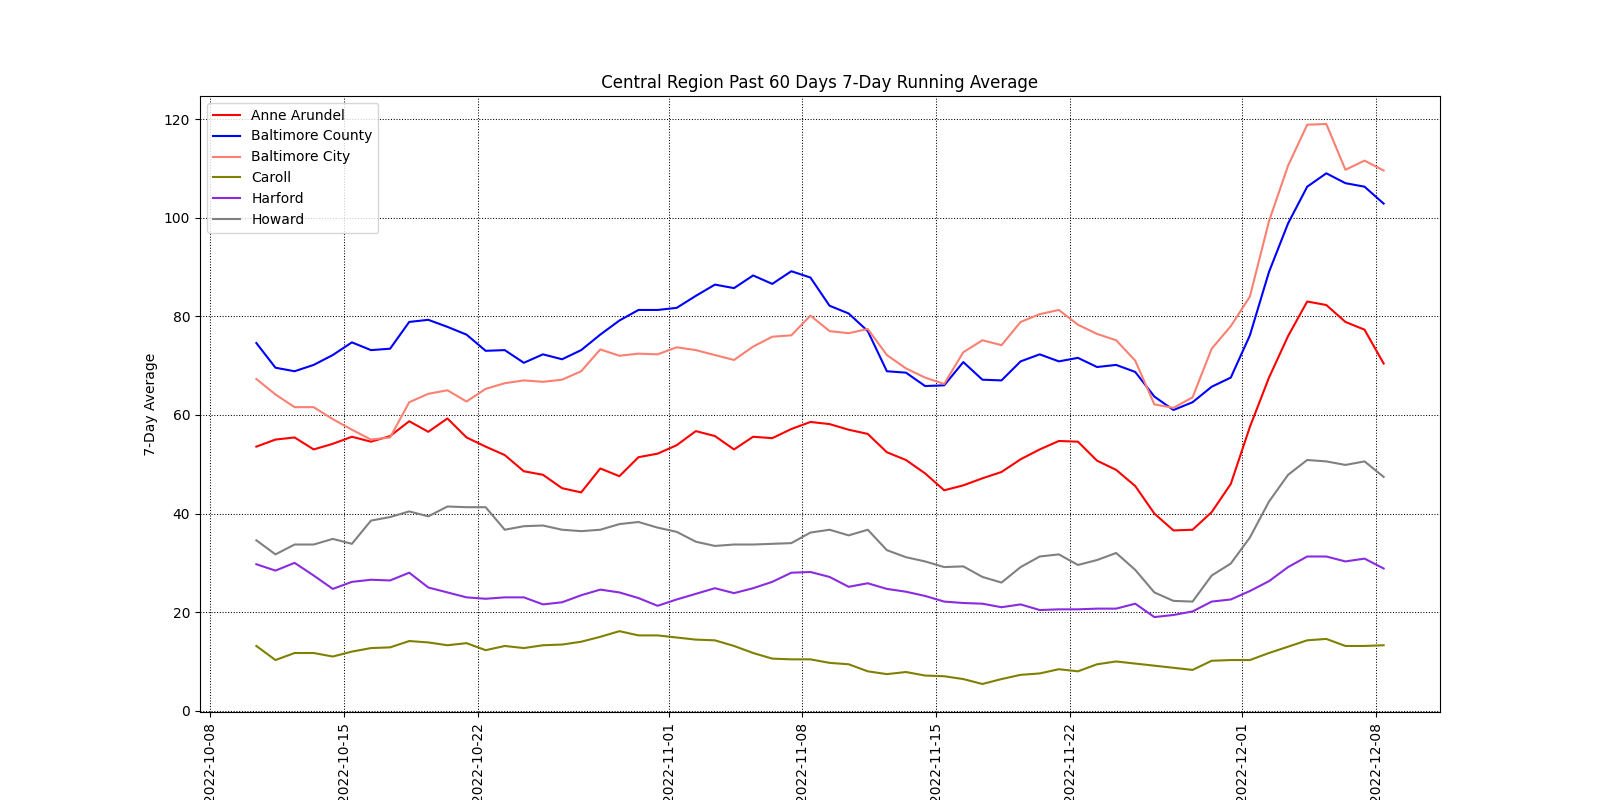 Central Region Past 60 Days 7-Day Running Average
Anne Arundel
Baltimore County
Baltimore City
Caroll
Harford
Howard
120
100
80
60
40
20
0
7-Day Average
2022-10-08
2022-10-15
2022-10-22
2022-11-01
2022-11-08
2022-11-15
2022-11-22
2022-12-01
2022-12-08